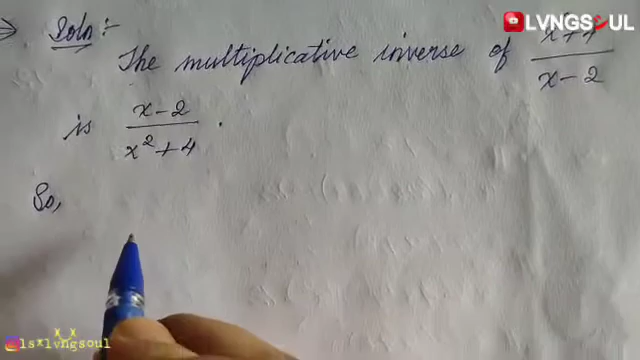 LVNGSOUL
=> Soln:-
The multiplicative inverse of x²+4 / x-2
is x-2 / x²+4 .
So,
lsxlvngsoul